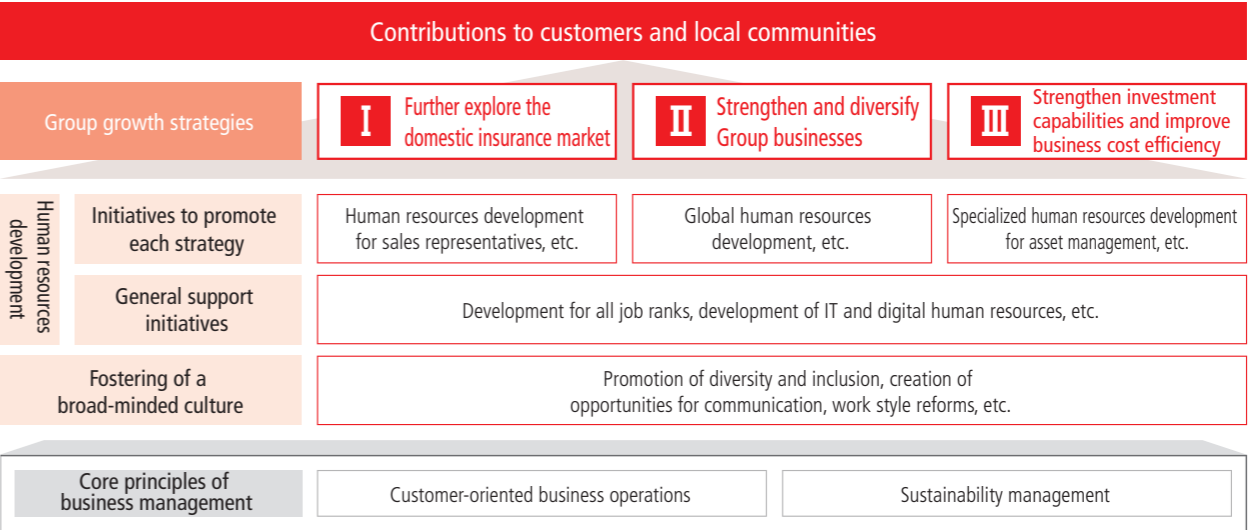 Contributions to customers and local communities
Group growth strategies
I
Further explore the
domestic insurance market
II
Strengthen and diversify
Group businesses
III
Strengthen investment
capabilities and improve
business cost efficiency
Human resources
development
Initiatives to promote
each strategy
Human resources development
for sales representatives, etc.
Global human resources
development, etc.
Specialized human resources development
for asset management, etc.
General support
initiatives
Development for all job ranks, development of IT and digital human resources, etc.
Fostering of a
broad-minded culture
Promotion of diversity and inclusion, creation of
opportunities for communication, work style reforms, etc.
Core principles of
business management
Customer-oriented business operations
Sustainability management